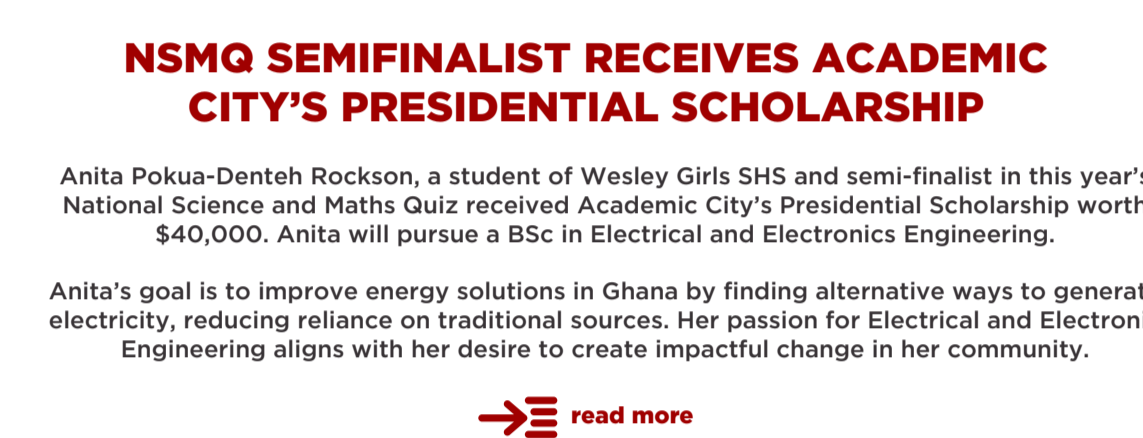 NSMQ SEMIFINALIST RECEIVES ACADEMIC
CITY'S PRESIDENTIAL SCHOLARSHIP
Anita Pokua-Denteh Rockson, a student of Wesley Girls SHS and semi-finalist in this year's
National Science and Maths Quiz received Academic City's Presidential Scholarship worth
$40,000. Anita will pursue a BSc in Electrical and Electronics Engineering.
Anita's goal is to improve energy solutions in Ghana by finding alternative ways to generat
electricity, reducing reliance on traditional sources. Her passion for Electrical and Electroni
Engineering aligns with her desire to create impactful change in her community.
read more